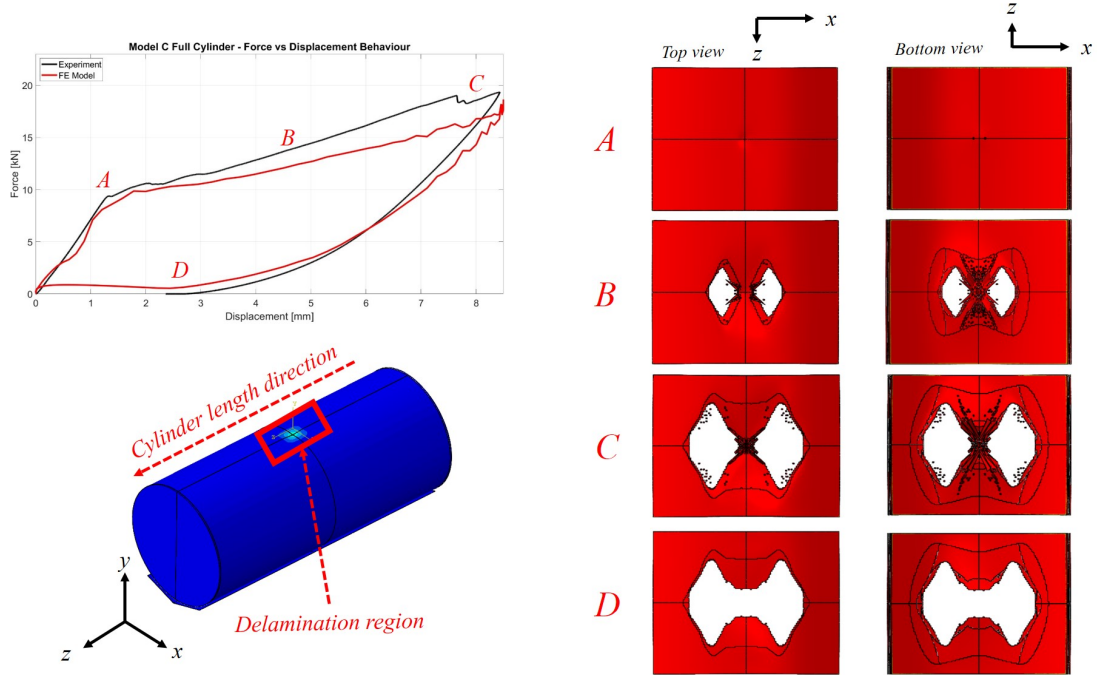 Model C Full Cylinder - Force vs Displacement Behaviour
Experiment
FE Model
Force [kN]
20
15
10
5
0
0 1 2 3 4 5 6 7 8
Displacement [mm]
A
B
C
D
Cylinder length direction
Delamination region
y
z
x
Top view
x
z
Bottom view
z
x
A
B
C
D